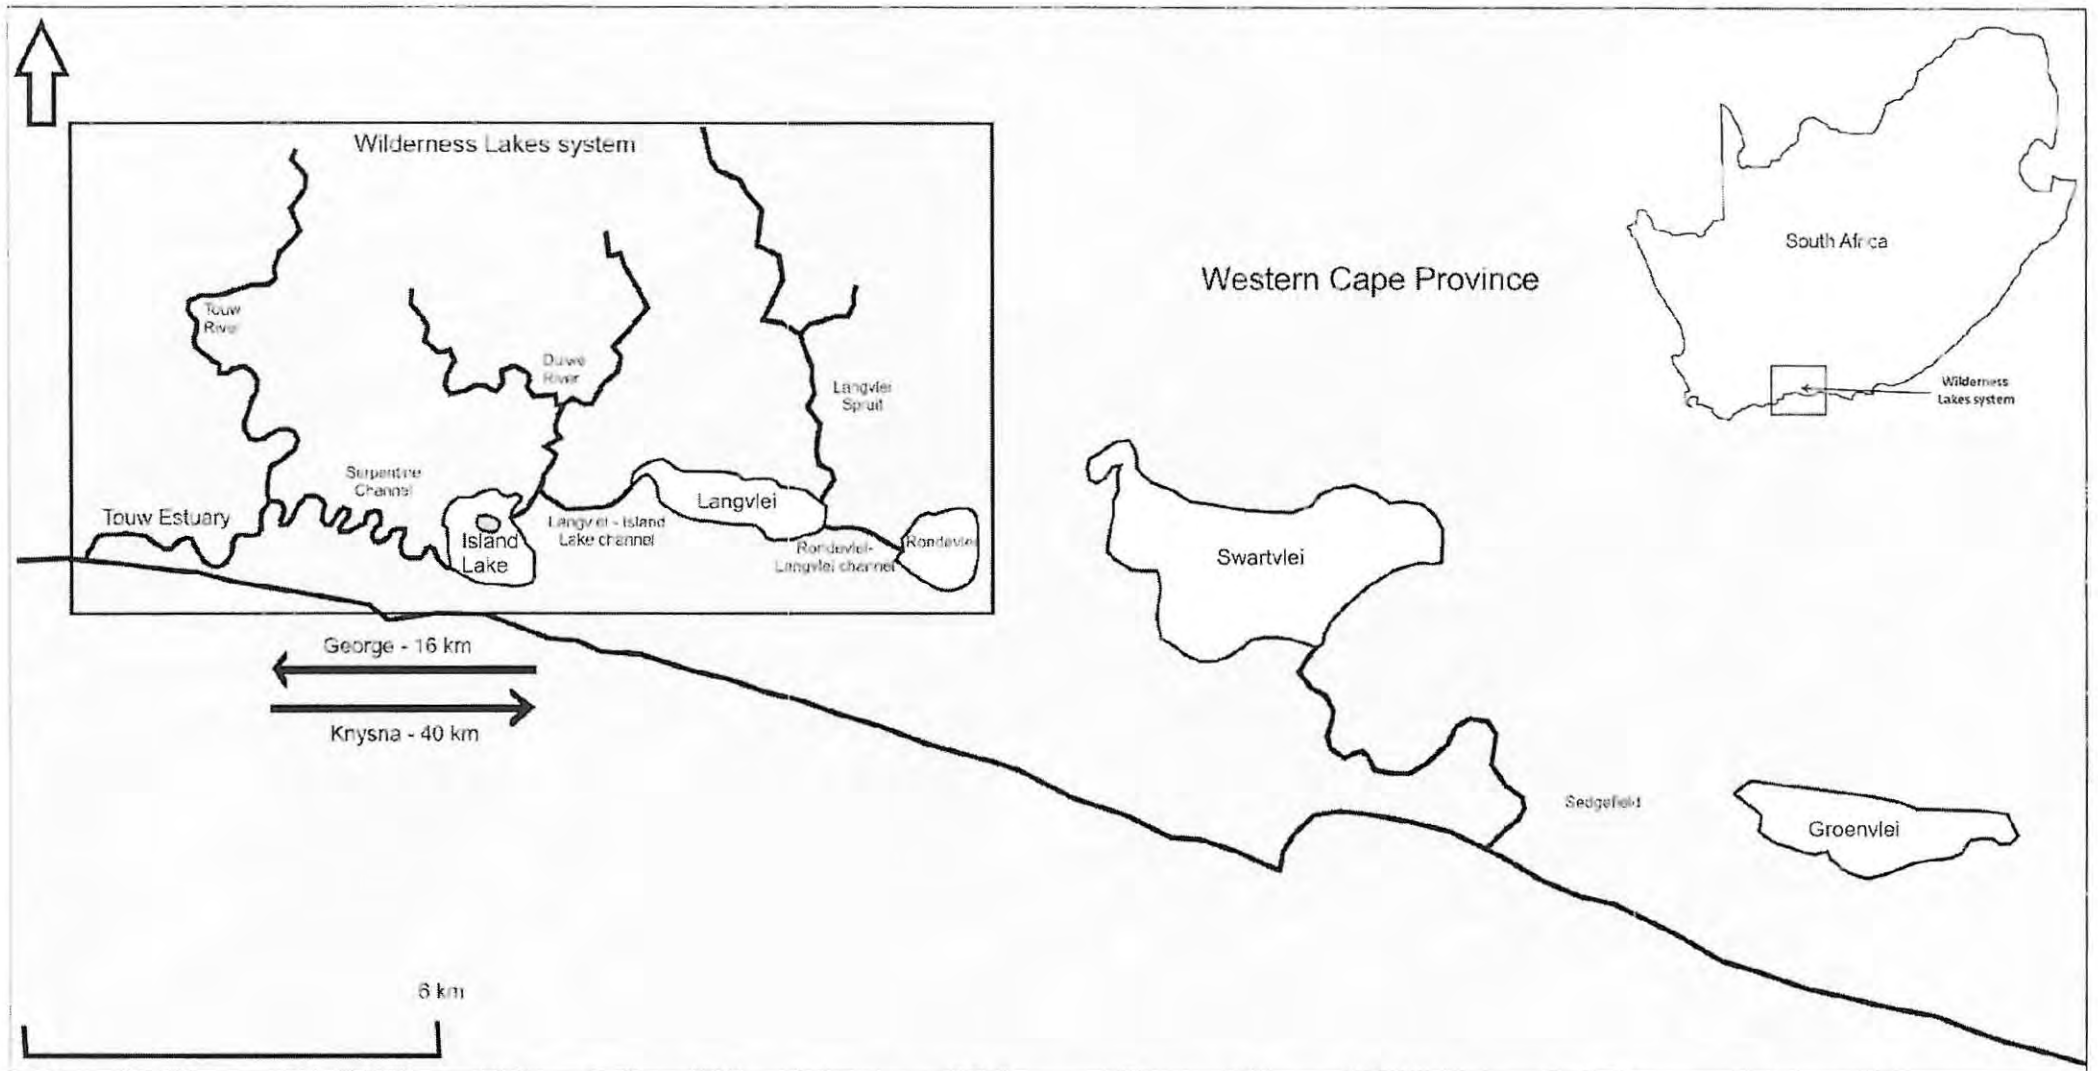 Wilderness Lakes system
Touw
River
Duwe
River
Langvlei
Spruit
Serpentine
Channel
Touw Estuary
Island
Lake
Langvlei - Island
Lake channel
Langvlei
Rondevlei-
Langvlei channel
Rondevlei
George - 16 km
Knysna - 40 km
6 km
Western Cape Province
South Africa
Wilderness
Lakes system
Swartvlei
Sedgefield
Groenvlei